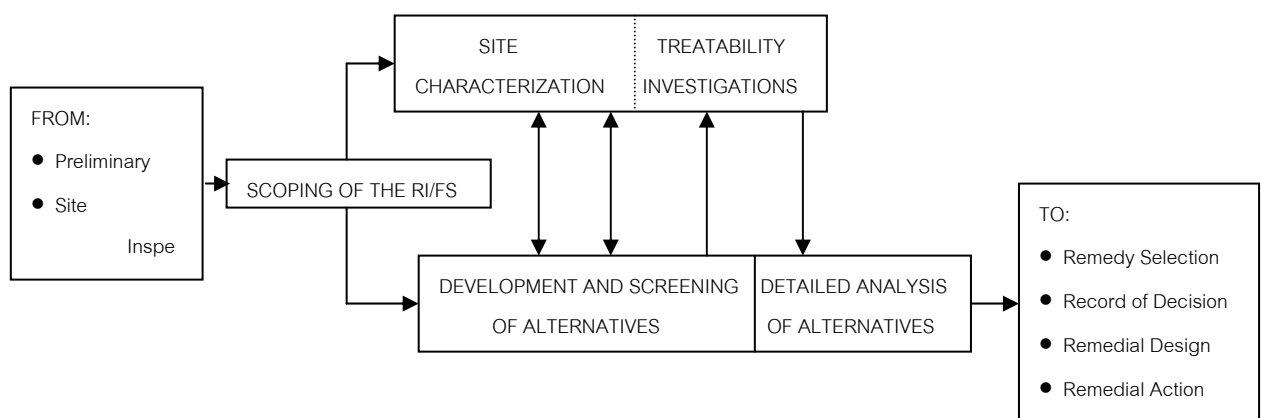 FROM:
● Preliminary
● Site
Inspe
SCOPING OF THE RI/FS
SITE
CHARACTERIZATION
TREATABILITY
INVESTIGATIONS
DEVELOPMENT AND SCREENING
OF ALTERNATIVES
DETAILED ANALYSIS
OF ALTERNATIVES
TO:
● Remedy Selection
● Record of Decision
● Remedial Design
● Remedial Action